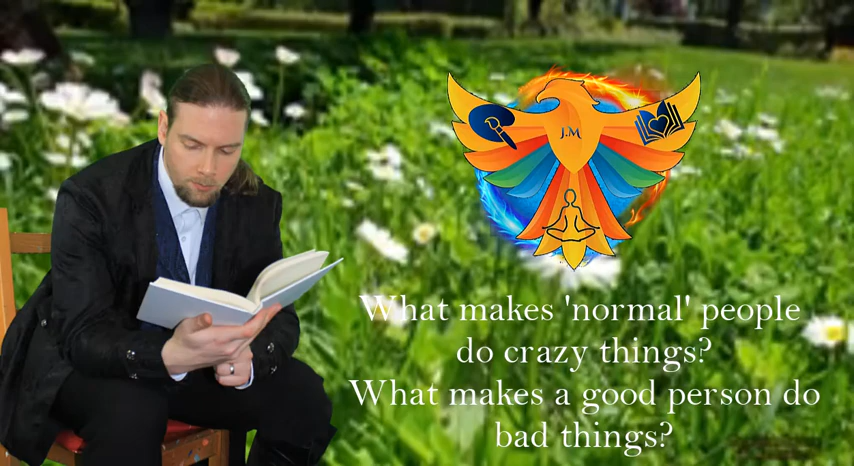 J.M
What makes 'normal' people
do crazy things?
What makes a good person do
bad things?